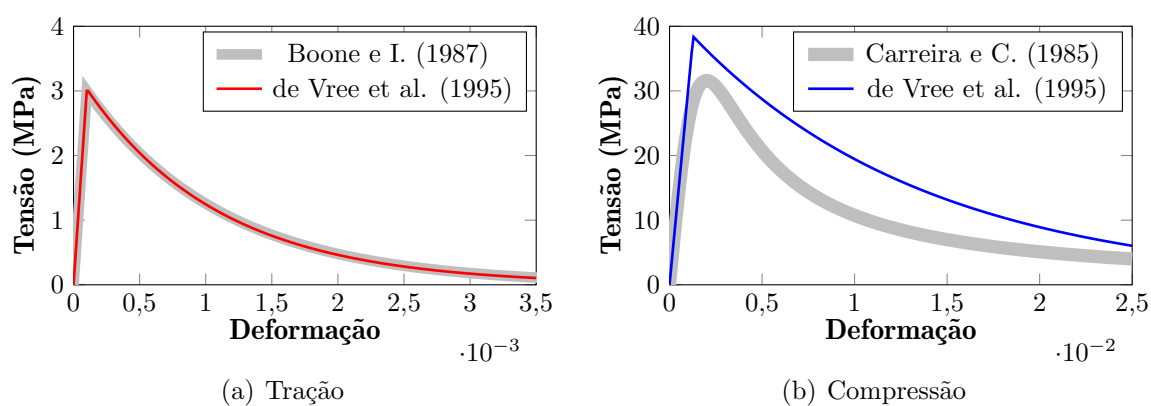 4
3
2
1
0
Tensão (MPa)
Boone e I. (1987)
de Vree et al. (1995)
0 0,5 1 1,5 2 2,5 3 3,5
Deformação
·10−3
(a) Tração
40
30
20
10
0
Tensão (MPa)
Carreira e C. (1985)
de Vree et al. (1995)
0 0,5 1 1,5 2 2,5
Deformação
·10−2
(b) Compressão